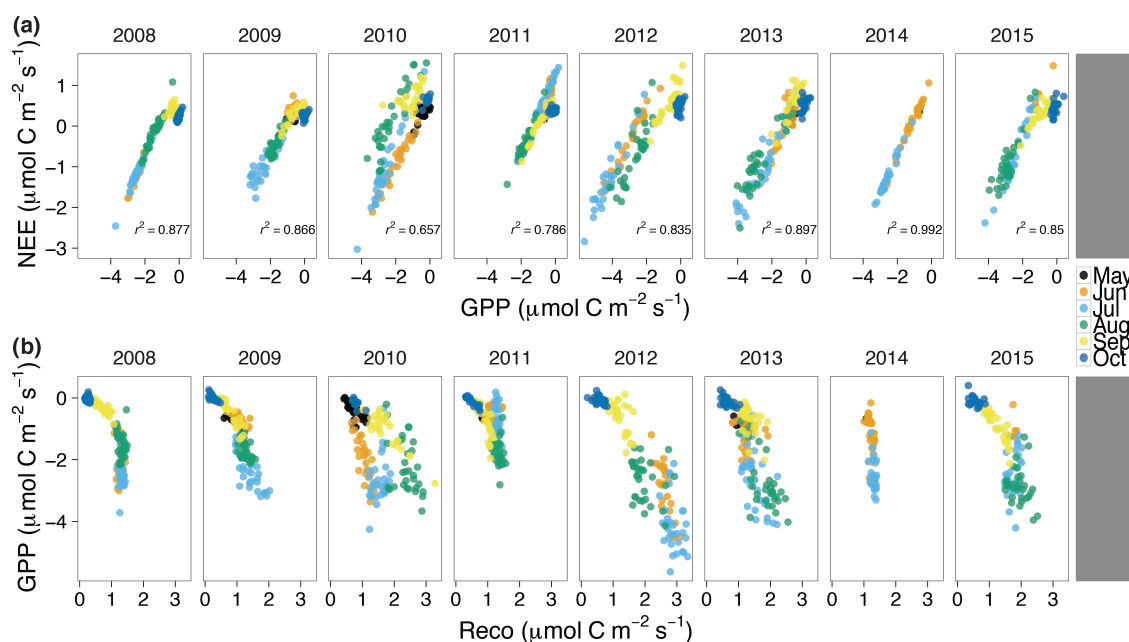 (a)
2008 2009 2010 2011 2012 2013 2014 2015
NEE (μmol C m−2 s−1)
1
0
−1
−2
−3
r2 = 0.877 r2 = 0.866 r2 = 0.657 r2 = 0.786 r2 = 0.835 r2 = 0.897 r2 = 0.992 r2 = 0.85
−4 −2 0 −4 −2 0 −4 −2 0 −4 −2 0 −4 −2 0 −4 −2 0 −4 −2 0 −4 −2 0
GPP (μmol C m−2 s−1)
May
Jun
Jul
Aug
Sep
Oct
(b)
2008 2009 2010 2011 2012 2013 2014 2015
GPP (μmol C m−2 s−1)
0
−2
−4
0 1 2 3 0 1 2 3 0 1 2 3 0 1 2 3 0 1 2 3 0 1 2 3 0 1 2 3 0 1 2 3
Reco (μmol C m−2 s−1)